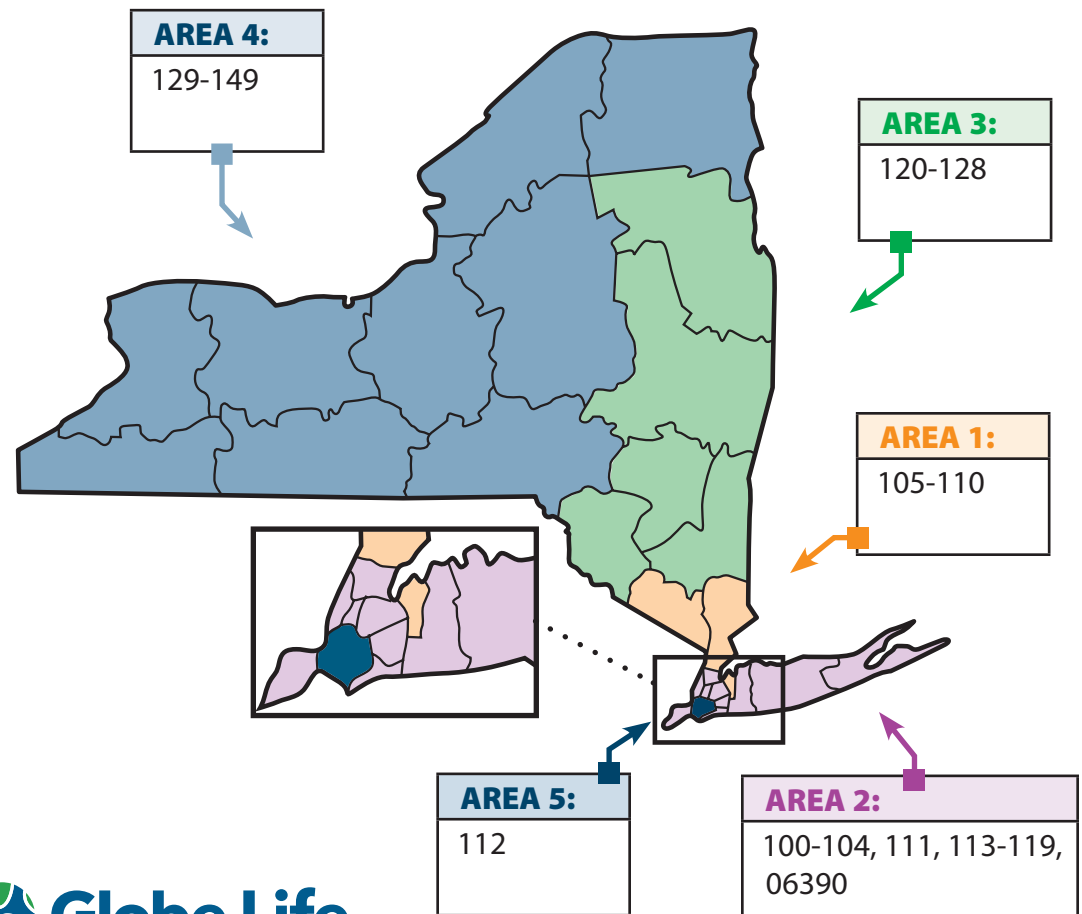 AREA 4:
129-149
AREA 3:
120-128
AREA 1:
105-110
AREA 5:
112
AREA 2:
100-104, 111, 113-119,
06390
Globe Life